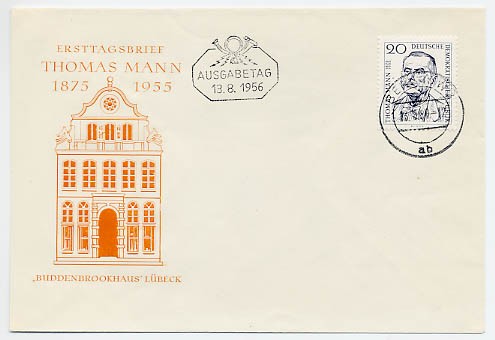 ERSTTAGSBRIEF
THOMAS MANN
1875 1955
„BUDDENBROOKHAUS" LÜBECK
AUSGABETAG
13.8.1956
20 DEUTSCHE
THOMAS MANN
ab